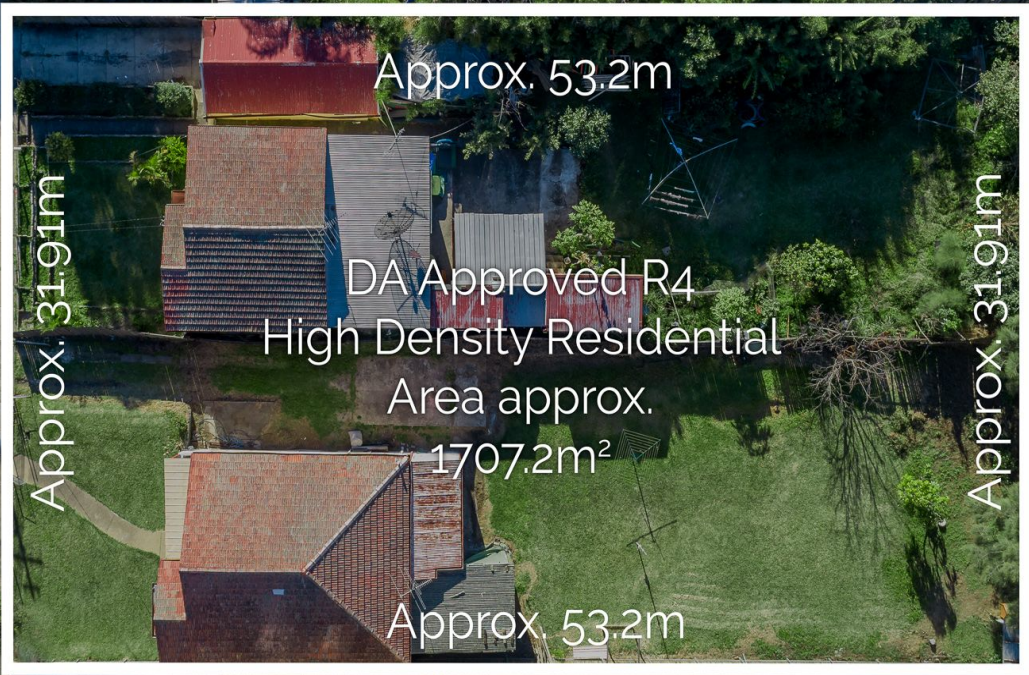 Approx. 53.2m
Approx. 31.91m
DA Approved R4
High Density Residential
Area approx.
1707.2m²
Approx. 31.91m
Approx. 53.2m